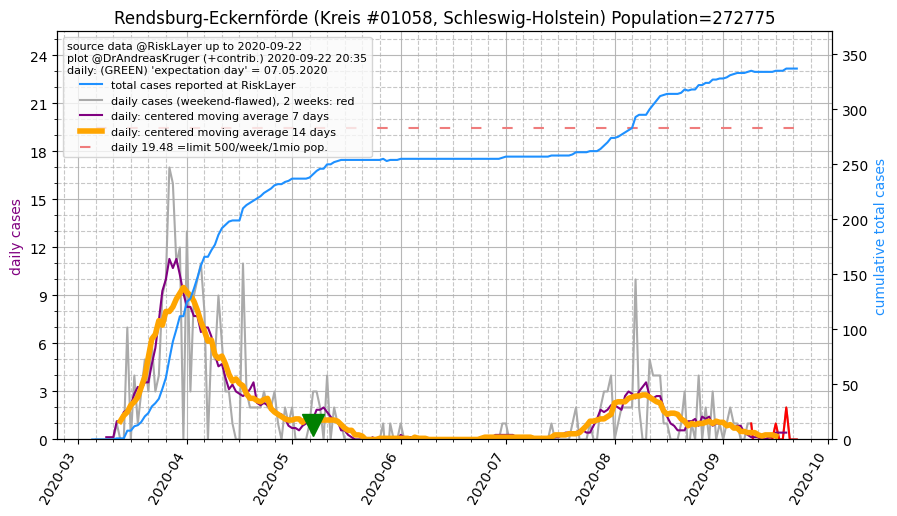 Rendsburg-Eckernförde (Kreis #01058, Schleswig-Holstein) Population=272775
source data @RiskLayer up to 2020-09-22
plot @DrAndreasKruger (+contrib.) 2020-09-22 20:35
daily: (GREEN) 'expectation day' = 07.05.2020
total cases reported at RiskLayer
daily cases (weekend-flawed), 2 weeks: red
daily: centered moving average 7 days
daily: centered moving average 14 days
daily 19.48 =limit 500/week/1mio pop.
daily cases
24
21
18
15
12
9
6
3
0
cumulative total cases
350
300
250
200
150
100
50
0
2020-03
2020-04
2020-05
2020-06
2020-07
2020-08
2020-09
2020-10